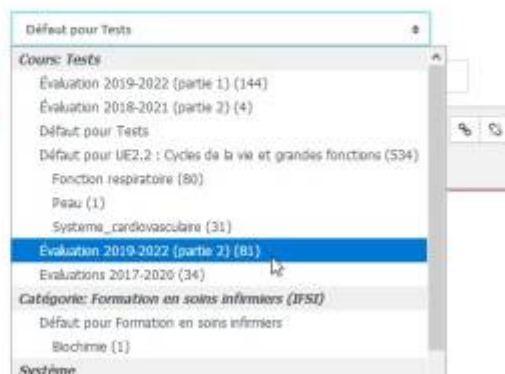 Défaut pour Tests
Cours: Tests
Évaluation 2019-2022 (partie 1) (144)
Évaluation 2018-2021 (partie 2) (4)
Défaut pour Tests
Défaut pour UE2.2 : Cycles de la vie et grandes fonctions (534)
Fonction respiratoire (80)
Peau (1)
Systeme_cardiovasculaire (31)
Évaluation 2019-2022 (partie 2) (81)
Evaluations 2017-2020 (34)
Catégorie: Formation en soins infirmiers (IFSI)
Défaut pour Formation en soins infirmiers
Biochimie (1)
Système